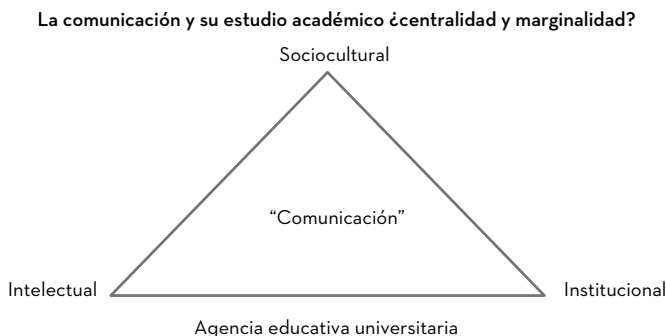 La comunicación y su estudio académico ¿centralidad y marginalidad?
Sociocultural
“Comunicación”
Intelectual
Institucional
Agencia educativa universitaria